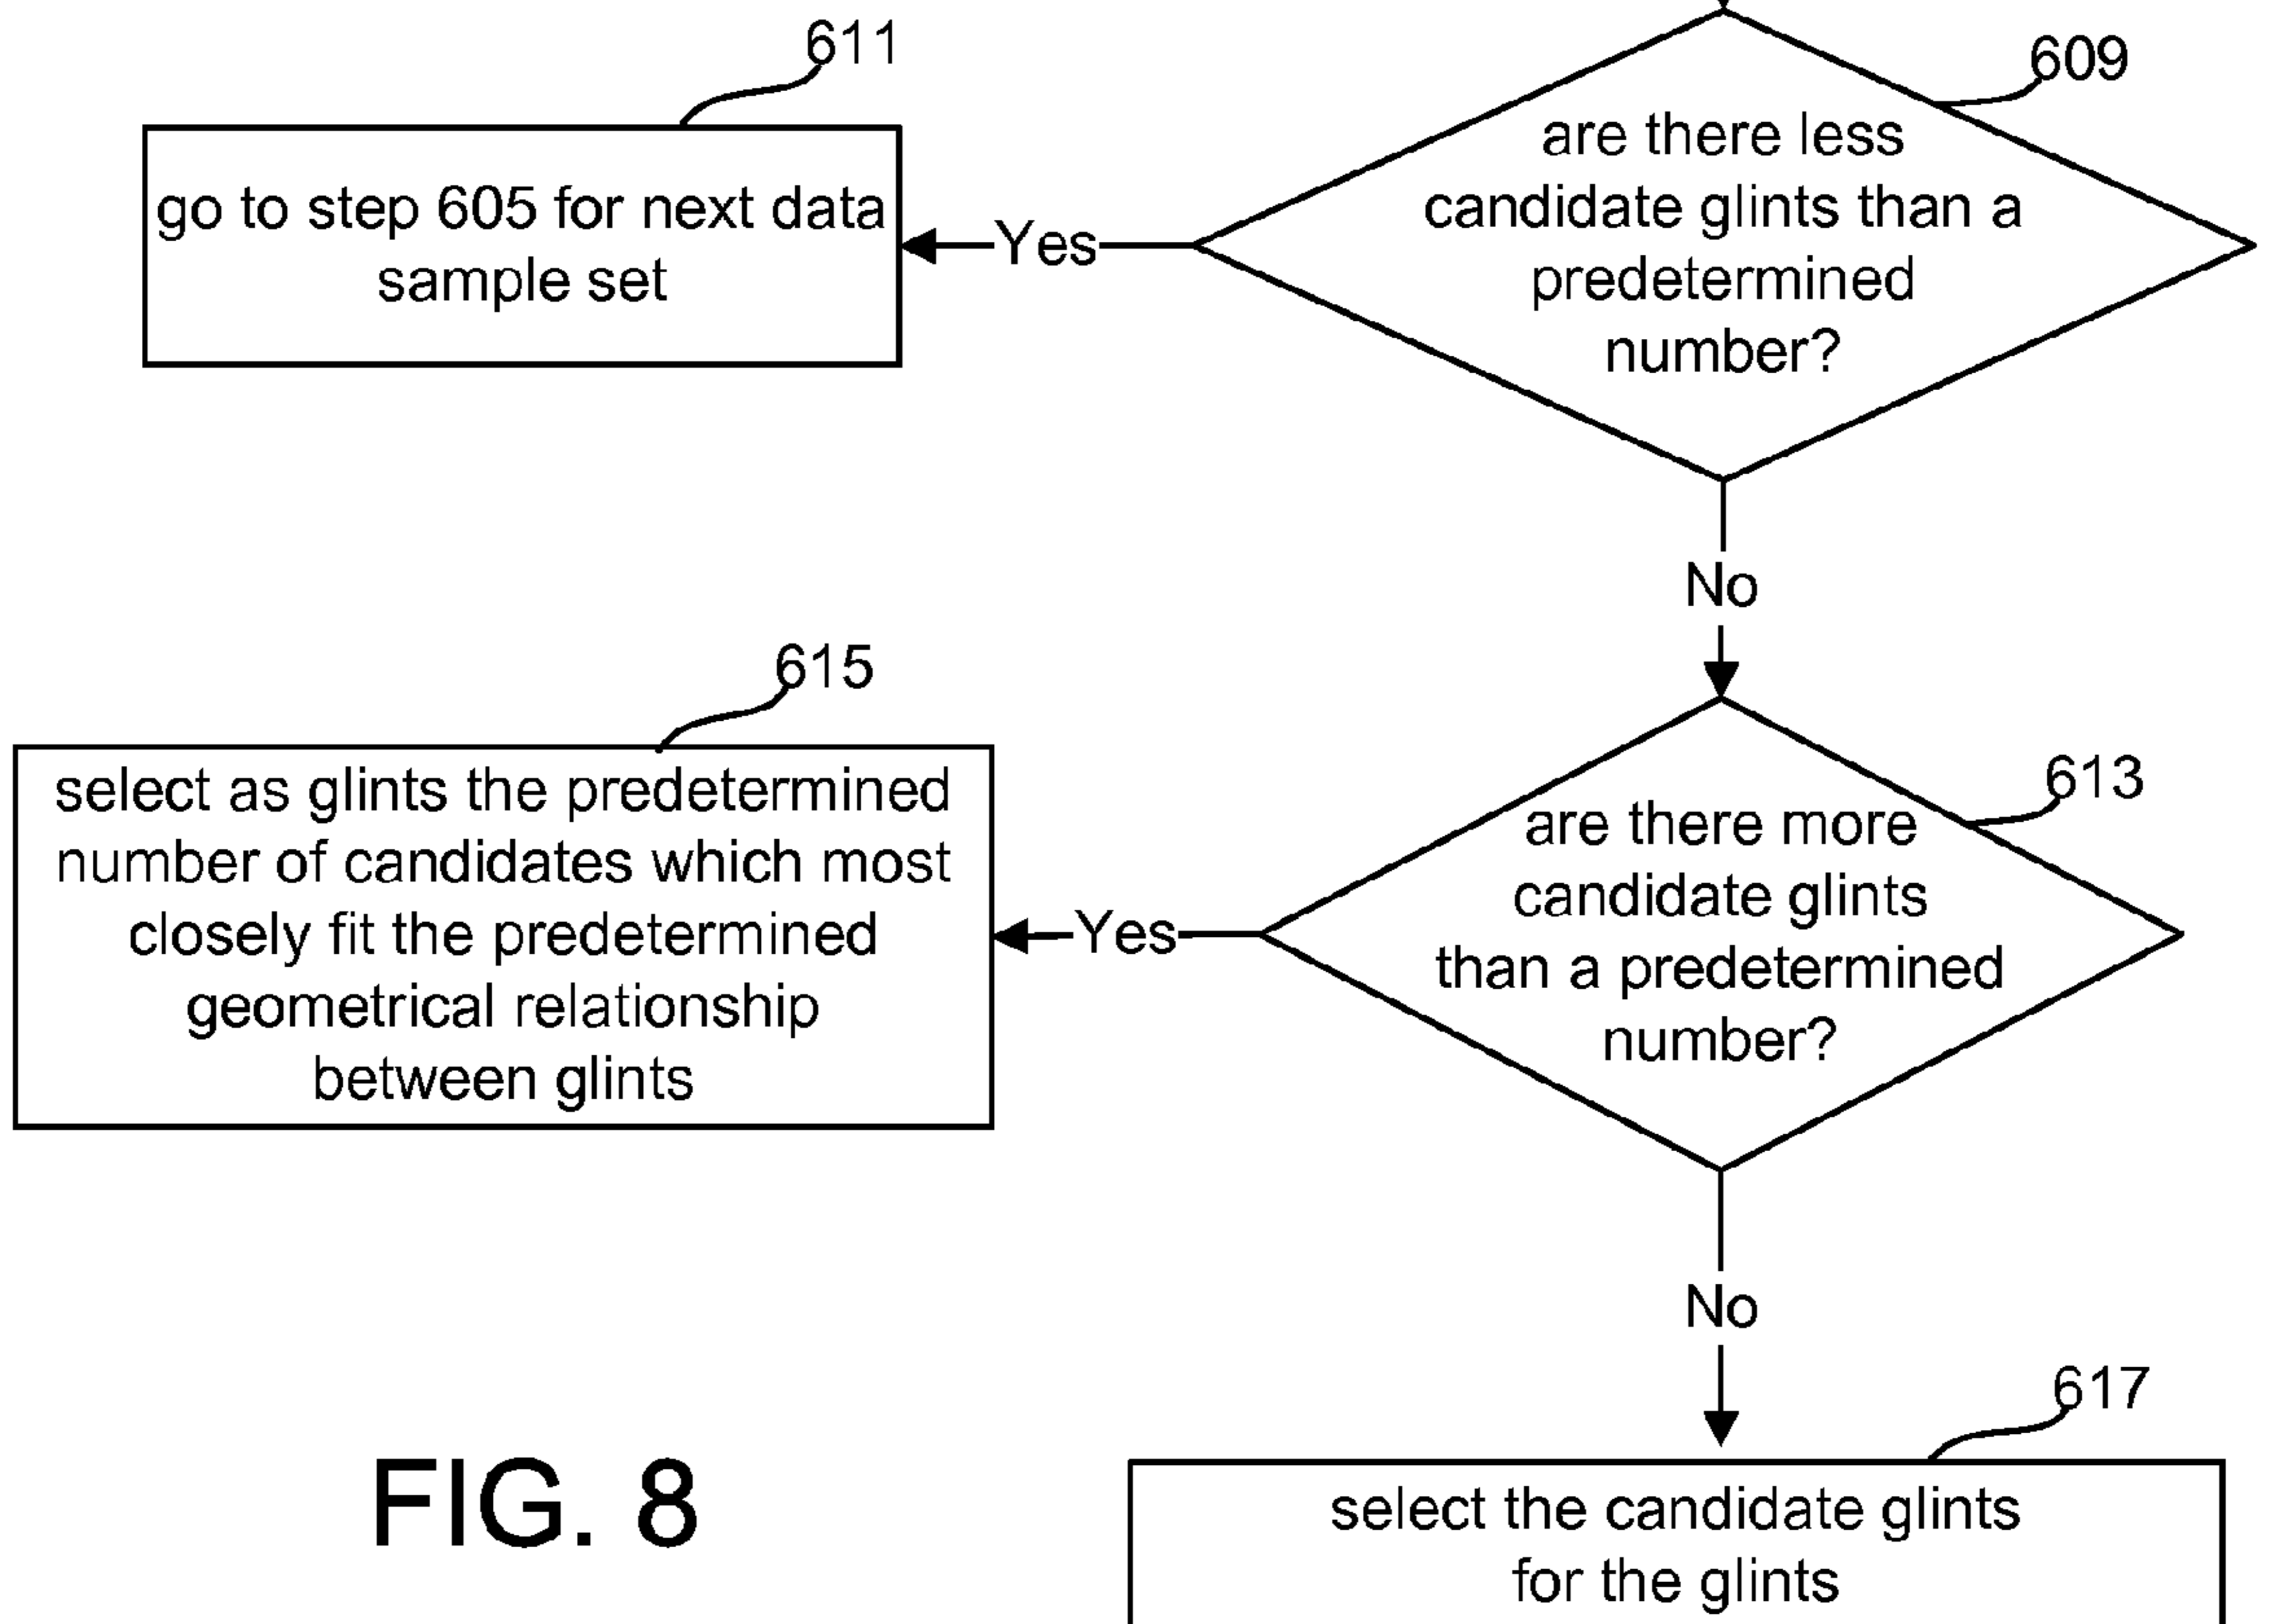 611
go to step 605 for next data
sample set
Yes
609
are there less
candidate glints than a
predetermined
number?
No
615
select as glints the predetermined
number of candidates which most
closely fit the predetermined
geometrical relationship
between glints
Yes
613
are there more
candidate glints
than a predetermined
number?
No
617
select the candidate glints
for the glints
FIG. 8